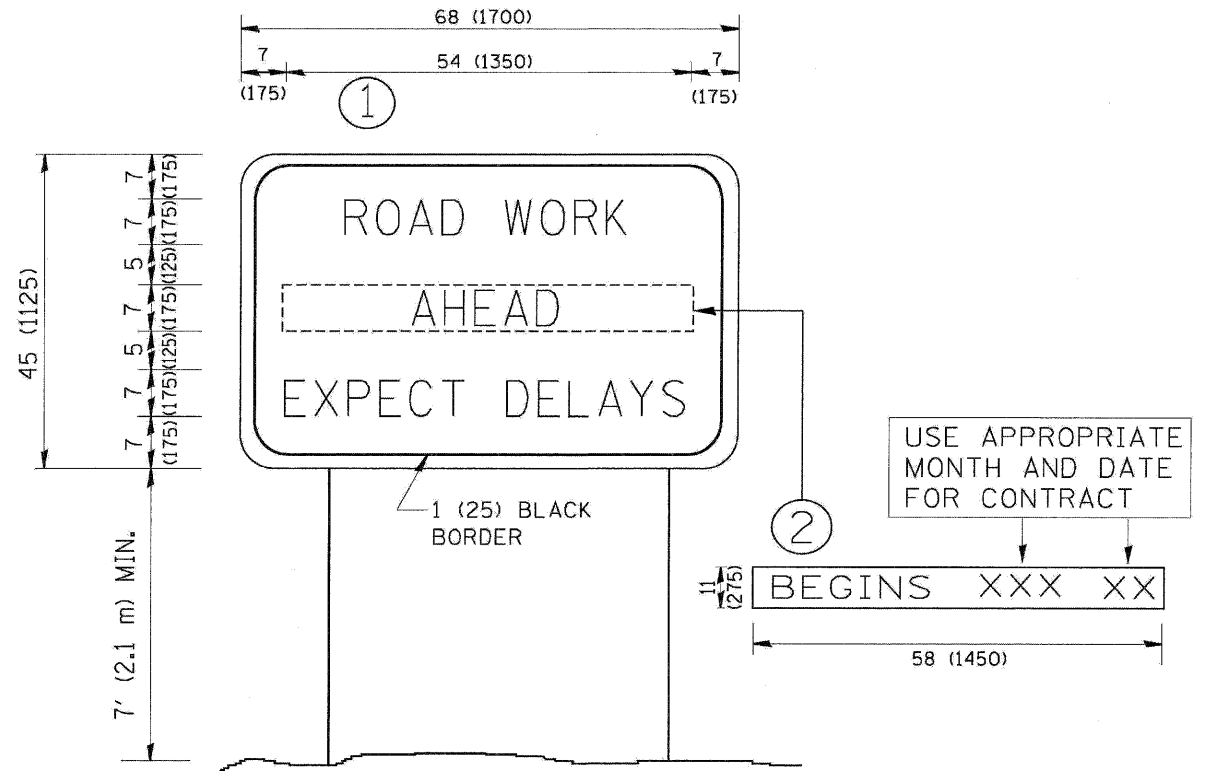 68 (1700)
7
54 (1350)
7
(175)
(175)
1
45 (1125)
7
(175)
7
(175)
5
(125)
7
(175)
5
(125)
7
(175)
7
(175)
ROAD WORK
AHEAD
EXPECT DELAYS
1 (25) BLACK
BORDER
7' (2.1 m) MIN.
USE APPROPRIATE
MONTH AND DATE
FOR CONTRACT
2
11
(275)
BEGINS XXX XX
58 (1450)